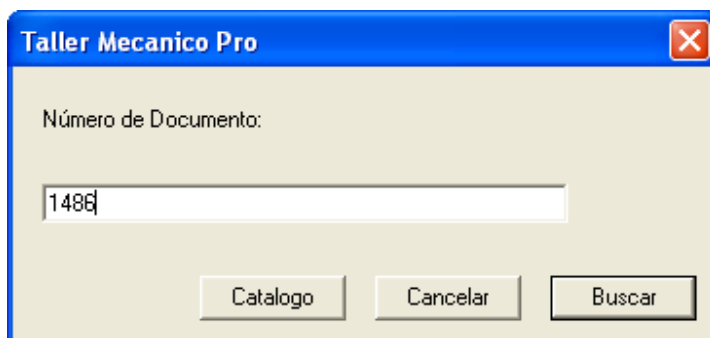 Taller Mecanico Pro
Número de Documento:
1486
Catalogo Cancelar Buscar